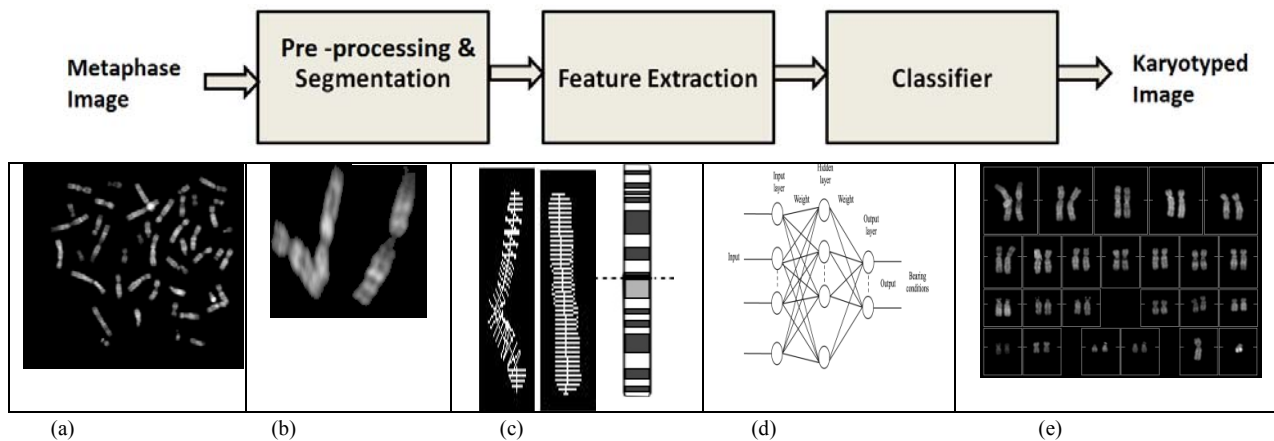 Metaphase
Image
Pre -processing &
Segmentation
Feature Extraction
Classifier
Karyotyped
Image
Input
layer
Hidden
layer
Weight
Weight
Output
layer
Input
Output
Bearing
conditions
(a)
(b)
(c)
(d)
(e)